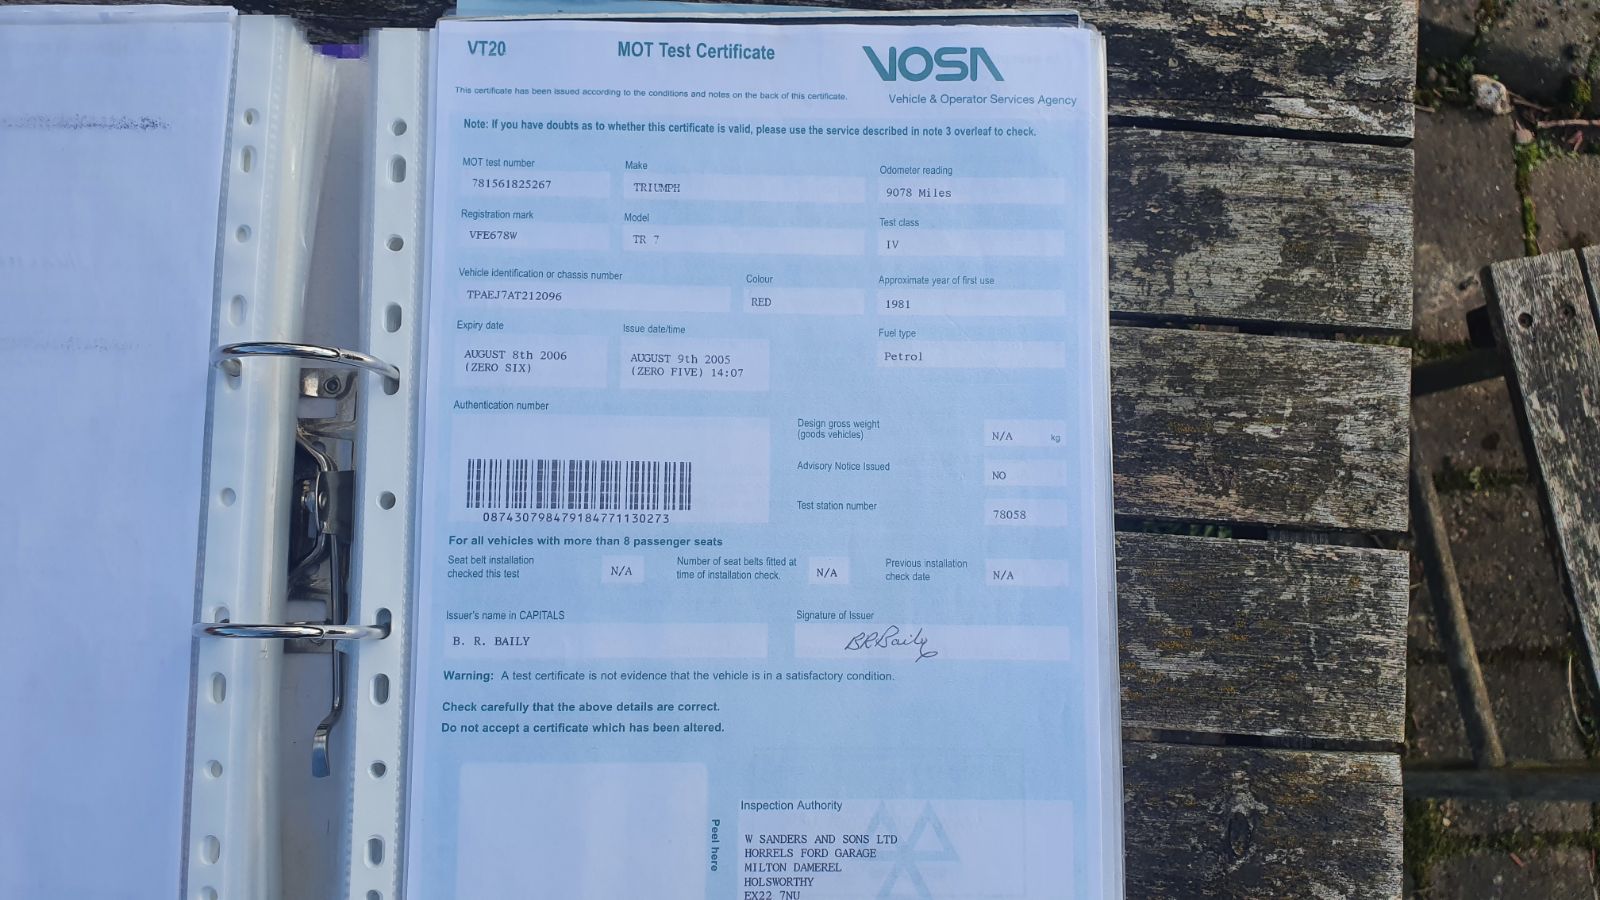 VT20
MOT Test Certificate
VOSA
This certificate has been issued according to the conditions and notes on the back of this certificate.
Vehicle & Operator Services Agency
Note: If you have doubts as to whether this certificate is valid, please use the service described in note 3 overleaf to check.
MOT test number
Make
Odometer reading
781561825267
TRIUMPH
9078 Miles
Registration mark
Model
Test class
VFE678W
TR 7
IV
Vehicle identification or chassis number
Colour
Approximate year of first use
TPAEJ7AT212096
RED
1981
Expiry date
Issue date/time
Fuel type
AUGUST 8th 2006
(ZERO SIX)
AUGUST 9th 2005
(ZERO FIVE) 14:07
Petrol
Authentication number
Design gross weight
(goods vehicles)
N/A kg
Advisory Notice Issued
NO
Test station number
78058
087430798479184771130273
For all vehicles with more than 8 passenger seats
Seat belt installation
checked this test
N/A
Number of seat belts fitted at
time of installation check.
N/A
Previous installation
check date
N/A
Issuer's name in CAPITALS
Signature of Issuer
B. R. BAILY
BRBaily
Warning: A test certificate is not evidence that the vehicle is in a satisfactory condition.
Check carefully that the above details are correct.
Do not accept a certificate which has been altered.
Peel here
Inspection Authority
W SANDERS AND SONS LTD
HORRELS FORD GARAGE
MILTON DAMEREL
HOLSWORTHY
EX22 7NU